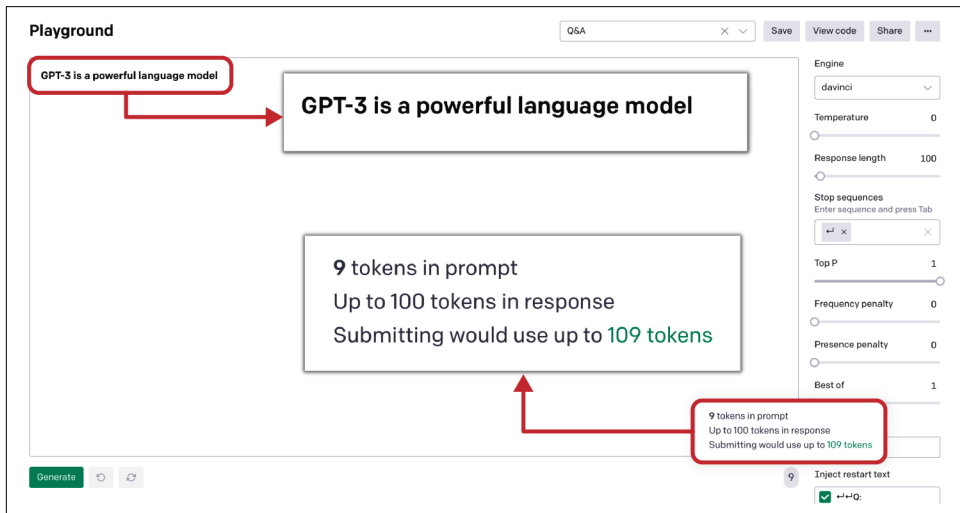 Playground
Q&A
Save
View code
Share
...
GPT-3 is a powerful language model
GPT-3 is a powerful language model
9 tokens in prompt
Up to 100 tokens in response
Submitting would use up to 109 tokens
9 tokens in prompt
Up to 100 tokens in response
Submitting would use up to 109 tokens
Generate
9
Engine
davinci
Temperature 0
Response length 100
Stop sequences
Enter sequence and press Tab
↵ ×
Top P 1
Frequency penalty 0
Presence penalty 0
Best of 1
Inject restart text
↵↵Q: